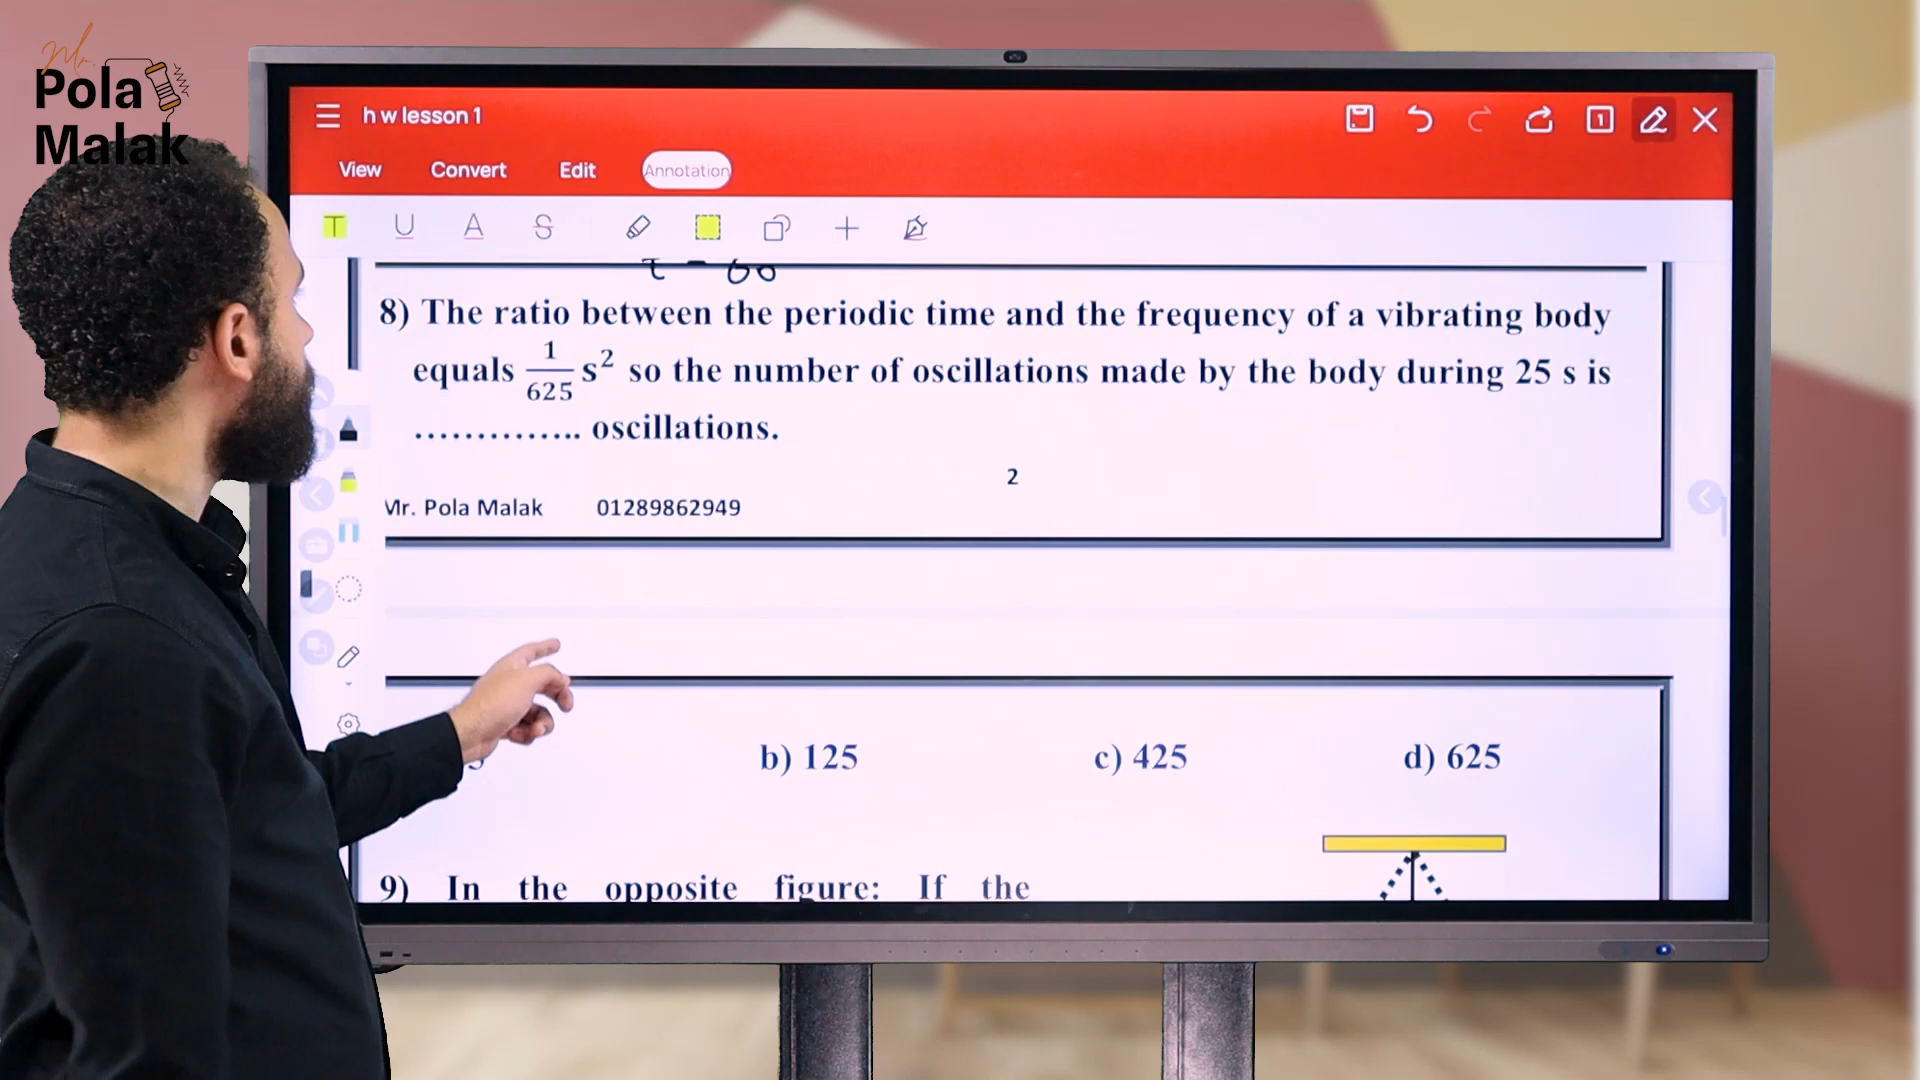 Mr.
Pola
Malak
h w lesson 1
1
View Convert Edit Annotation
T U A S
8) The ratio between the periodic time and the frequency of a vibrating body
equals 1/625 s² so the number of oscillations made by the body during 25 s is
………….. oscillations.
2
Mr. Pola Malak 01289862949
b) 125 c) 425 d) 625
9) In the opposite figure: If the